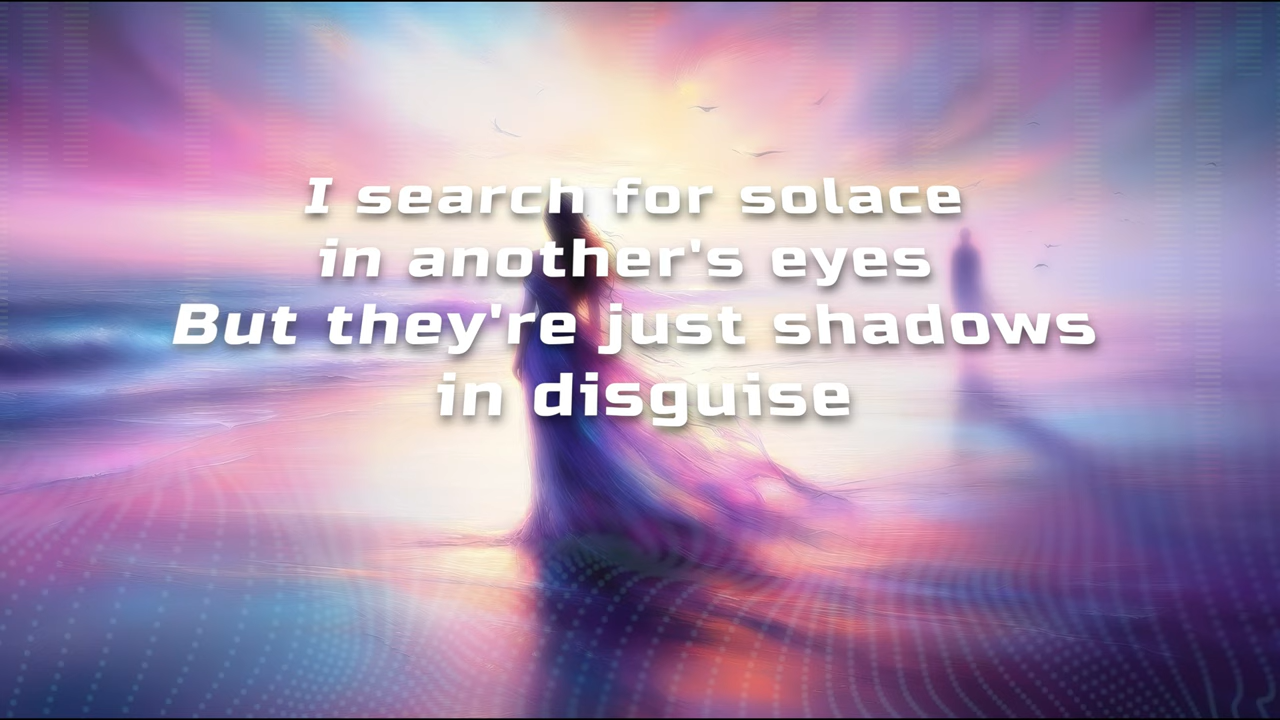 I search for solace
in another's eyes
But they're just shadows
in disguise